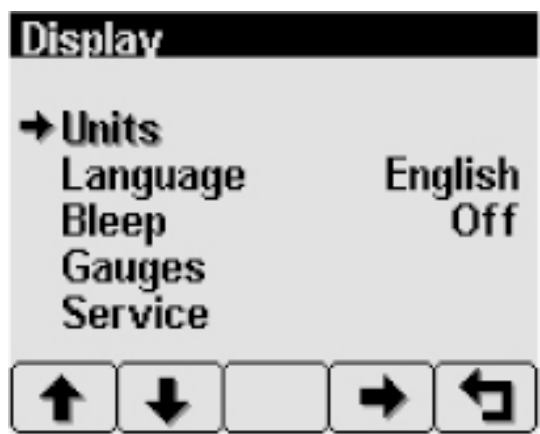 Display
Units
Language English
Bleep Off
Gauges
Service